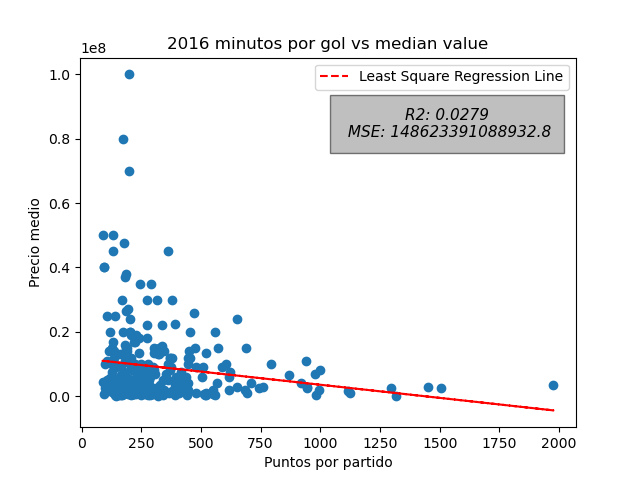 2016 minutos por gol vs median value
1e8
Least Square Regression Line
R2: 0.0279
MSE: 148623391088932.8
1.0
0.8
0.6
0.4
0.2
0.0
Precio medio
0 250 500 750 1000 1250 1500 1750 2000
Puntos por partido